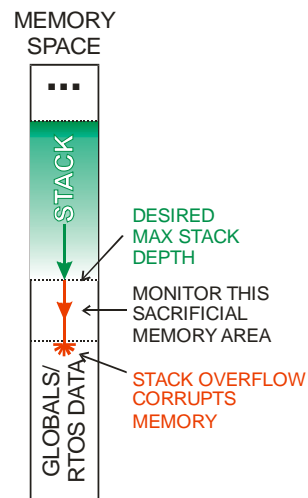 MEMORY
SPACE
...
STACK
DESIRED
MAX STACK
DEPTH
MONITOR THIS
SACRIFICIAL
MEMORY AREA
STACK OVERFLOW
CORRUPTS
MEMORY
GLOBALS/
RTOS DATA